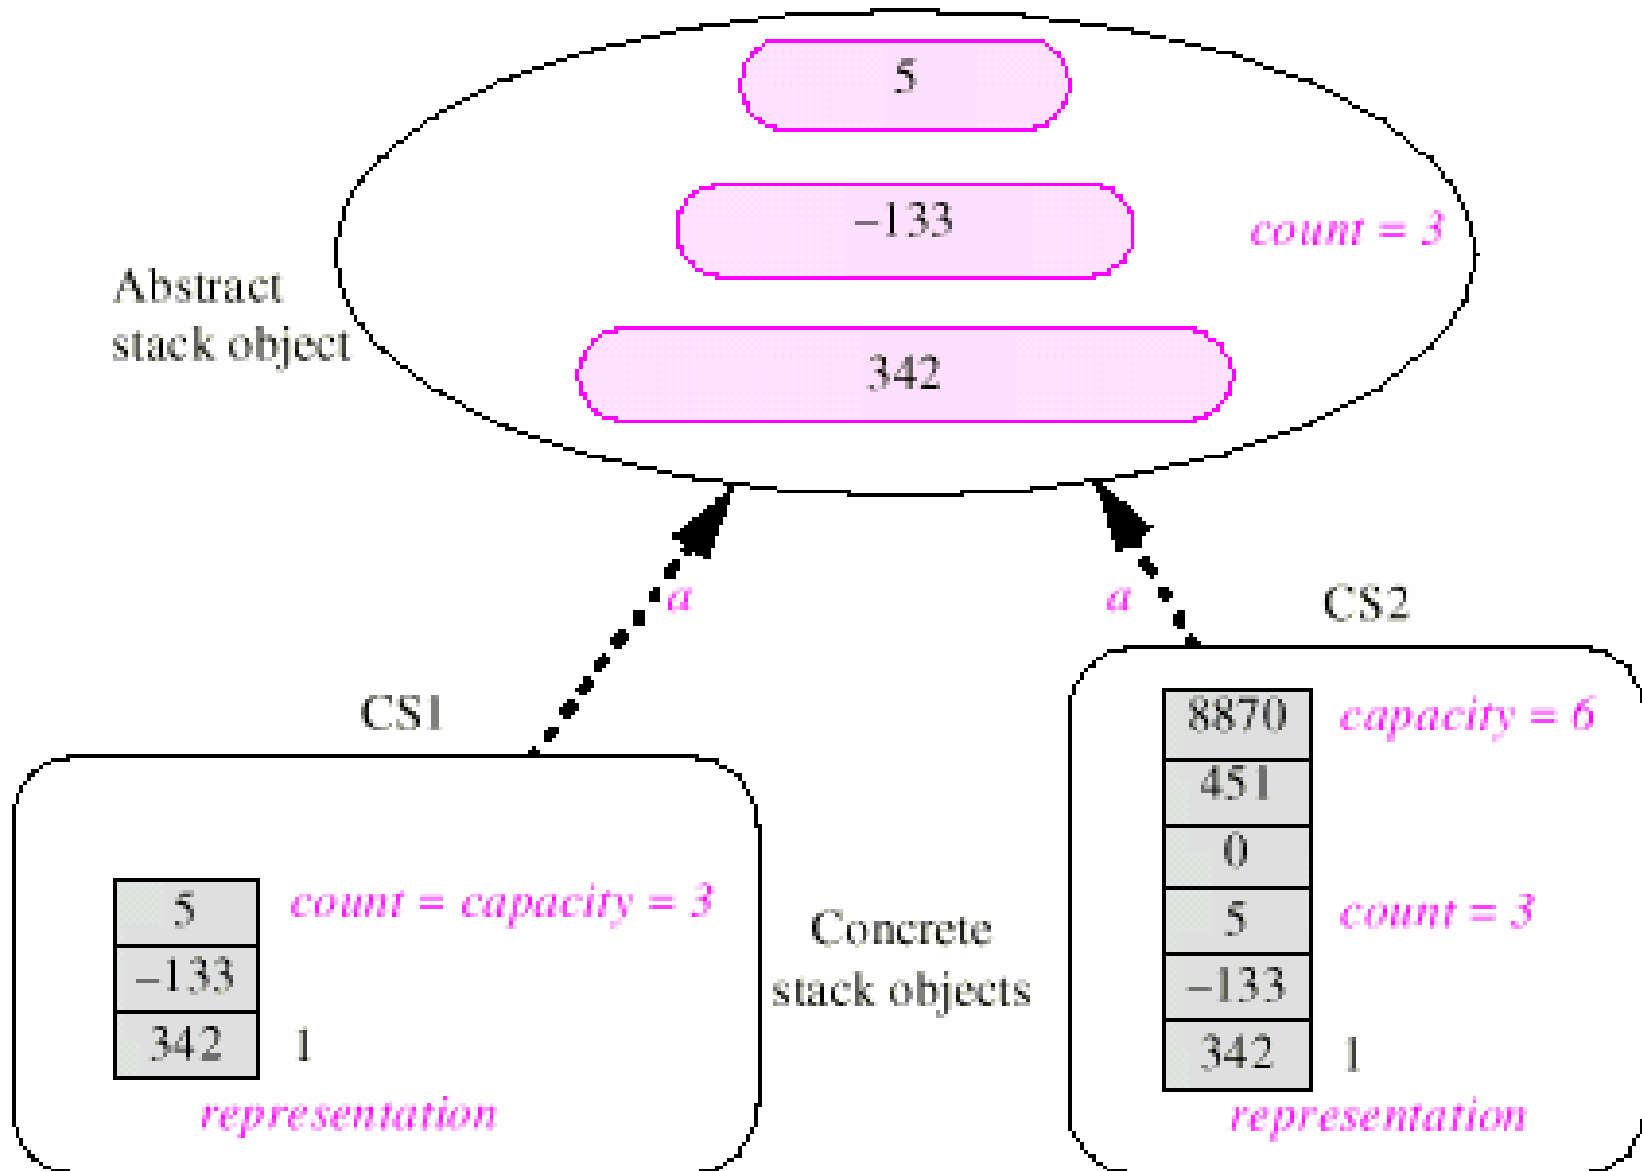 5
–133
count = 3
Abstract
stack object
342
a
a
CS2
CS1
8870
capacity = 6
451
0
5
count = capacity = 3
–133
342
1
representation
Concrete
stack objects
5
count = 3
–133
342
1
representation